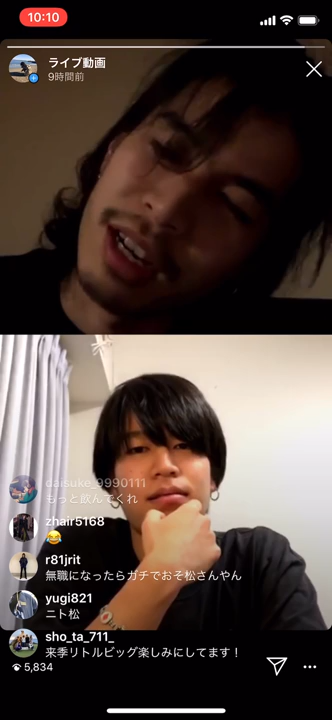 10:10
ライブ動画
9時間前
daisuke_9990111
もっと飲んでくれ
zhair5168
😂
r81jrit
無職になったらガチでおそ松さんやん
yugi821
ニト松
sho_ta_711_
来季リトルビッグ楽しみにしてます！
5,834